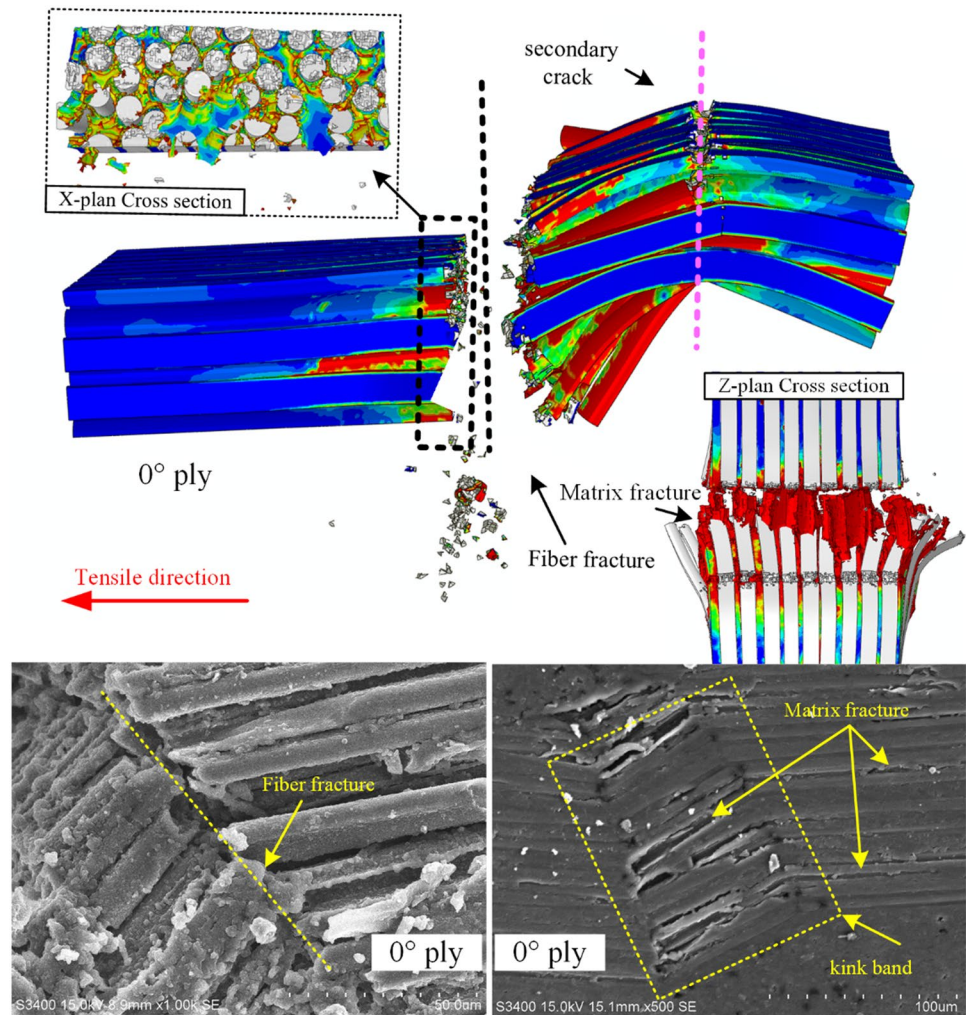 secondary
crack
X-plan Cross section
Z-plan Cross section
0° ply
Matrix fracture
Fiber fracture
Tensile direction
Fiber fracture
0° ply
S3400 15.0kV 8.9mm x1.00k SE
50.0um
Matrix fracture
0° ply
kink band
S3400 15.0kV 15.1mm x500 SE
100um